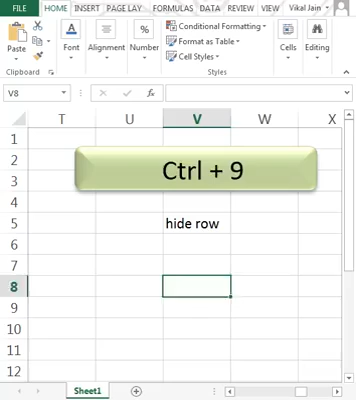 FILE HOME INSERT PAGE LAY FORMULAS DATA REVIEW VIEW Vikal Jain
Paste Font Alignment Number Conditional Formatting Cells Editing
%
Format as Table
Cell Styles
Clipboard Styles
V8 fx
T U V W X
1
2
Ctrl + 9
3
4
5 hide row
6
7
8
9
10
11
12
Sheet1